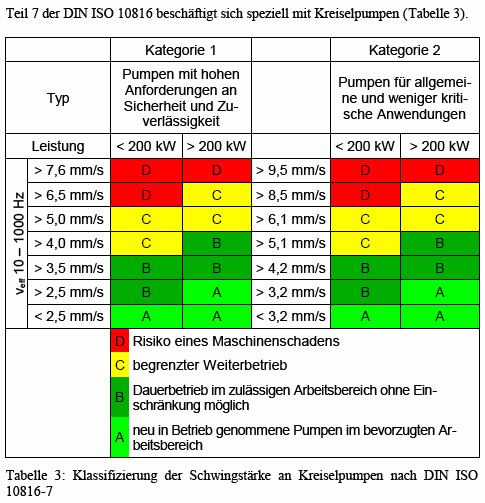 Teil 7 der DIN ISO 10816 beschäftigt sich speziell mit Kreiselpumpen (Tabelle 3).
Kategorie 1 Kategorie 2
Typ
Pumpen mit hohen
Anforderungen an
Sicherheit und Zu-
verlässigkeit
Pumpen für allgemei-
ne und weniger kriti-
sche Anwendungen
Leistung < 200 kW > 200 kW < 200 kW > 200 kW
veff 10 – 1000 Hz
> 7,6 mm/s D D > 9,5 mm/s D D
> 6,5 mm/s D C > 8,5 mm/s D C
> 5,0 mm/s C C > 6,1 mm/s C C
> 4,0 mm/s C B > 5,1 mm/s C B
> 3,5 mm/s B B > 4,2 mm/s B B
> 2,5 mm/s B A > 3,2 mm/s B A
< 2,5 mm/s A A < 3,2 mm/s A A
D Risiko eines Maschinenschadens
C begrenzter Weiterbetrieb
B Dauerbetrieb im zulässigen Arbeitsbereich ohne Ein-
schränkung möglich
A neu in Betrieb genommene Pumpen im bevorzugten Ar-
beitsbereich
Tabelle 3: Klassifizierung der Schwingstärke an Kreiselpumpen nach DIN ISO
10816-7